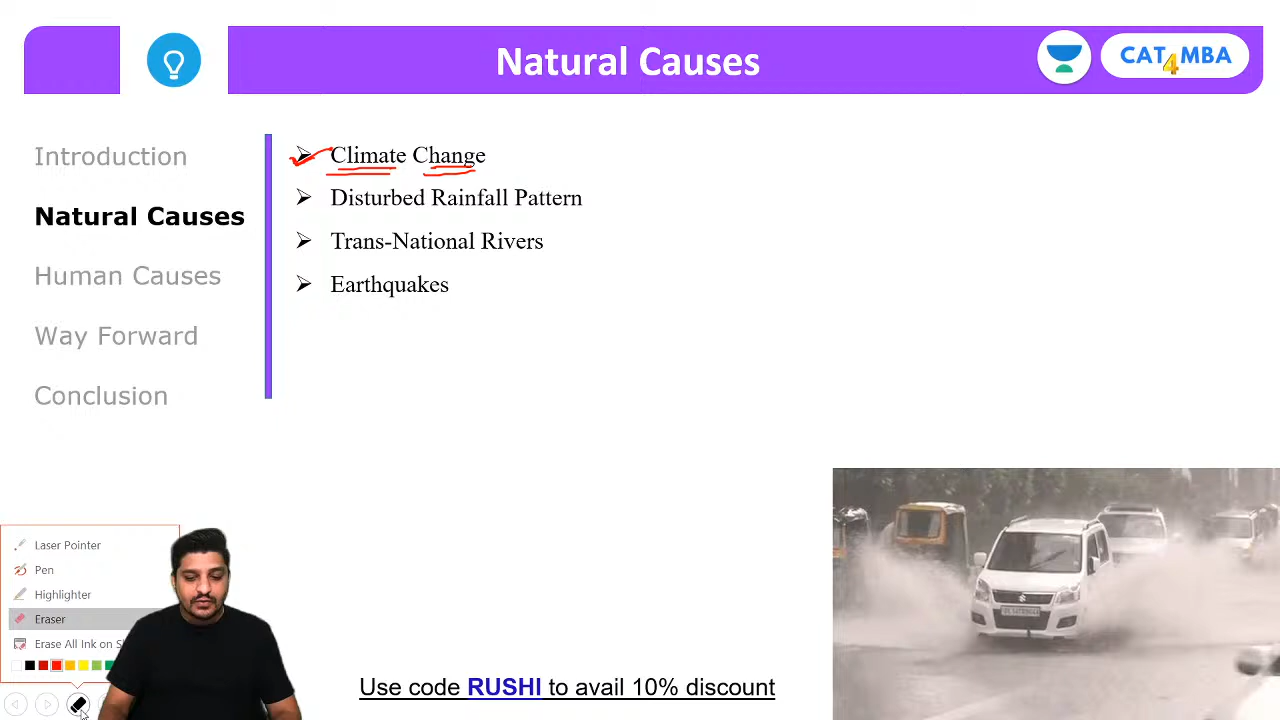 Natural Causes
CAT4MBA
Introduction
Natural Causes
Human Causes
Way Forward
Conclusion
Climate Change
Disturbed Rainfall Pattern
Trans-National Rivers
Earthquakes
Laser Pointer
Pen
Highlighter
Eraser
Erase All Ink on
Use code RUSHI to avail 10% discount